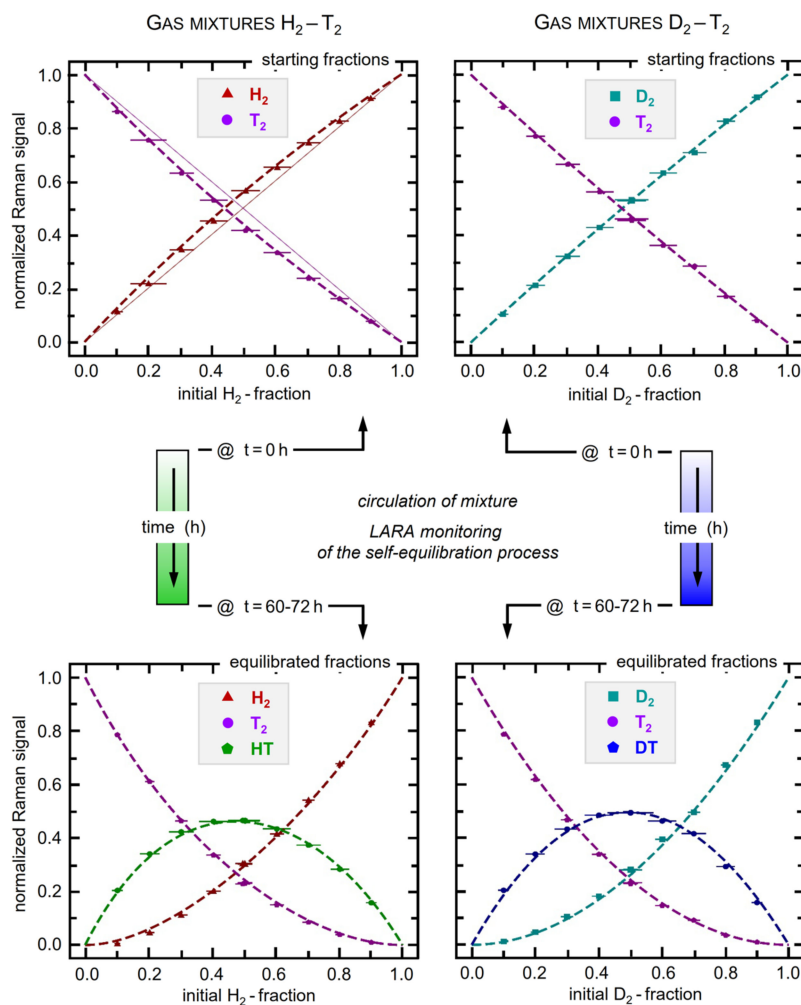 GAS MIXTURES H₂ – T₂
GAS MIXTURES D₂ – T₂
starting fractions
H₂
T₂
normalized Raman signal
1.0
0.8
0.6
0.4
0.2
0.0
0.0 0.2 0.4 0.6 0.8 1.0
initial H₂ - fraction
starting fractions
D₂
T₂
0.0 0.2 0.4 0.6 0.8 1.0
initial D₂ - fraction
@ t = 0 h
@ t = 0 h
time (h)
circulation of mixture
LARA monitoring
of the self-equilibration process
time (h)
@ t = 60-72 h
@ t = 60-72 h
equilibrated fractions
H₂
T₂
HT
normalized Raman signal
1.0
0.8
0.6
0.4
0.2
0.0
0.0 0.2 0.4 0.6 0.8 1.0
initial H₂ - fraction
equilibrated fractions
D₂
T₂
DT
0.0 0.2 0.4 0.6 0.8 1.0
initial D₂ - fraction